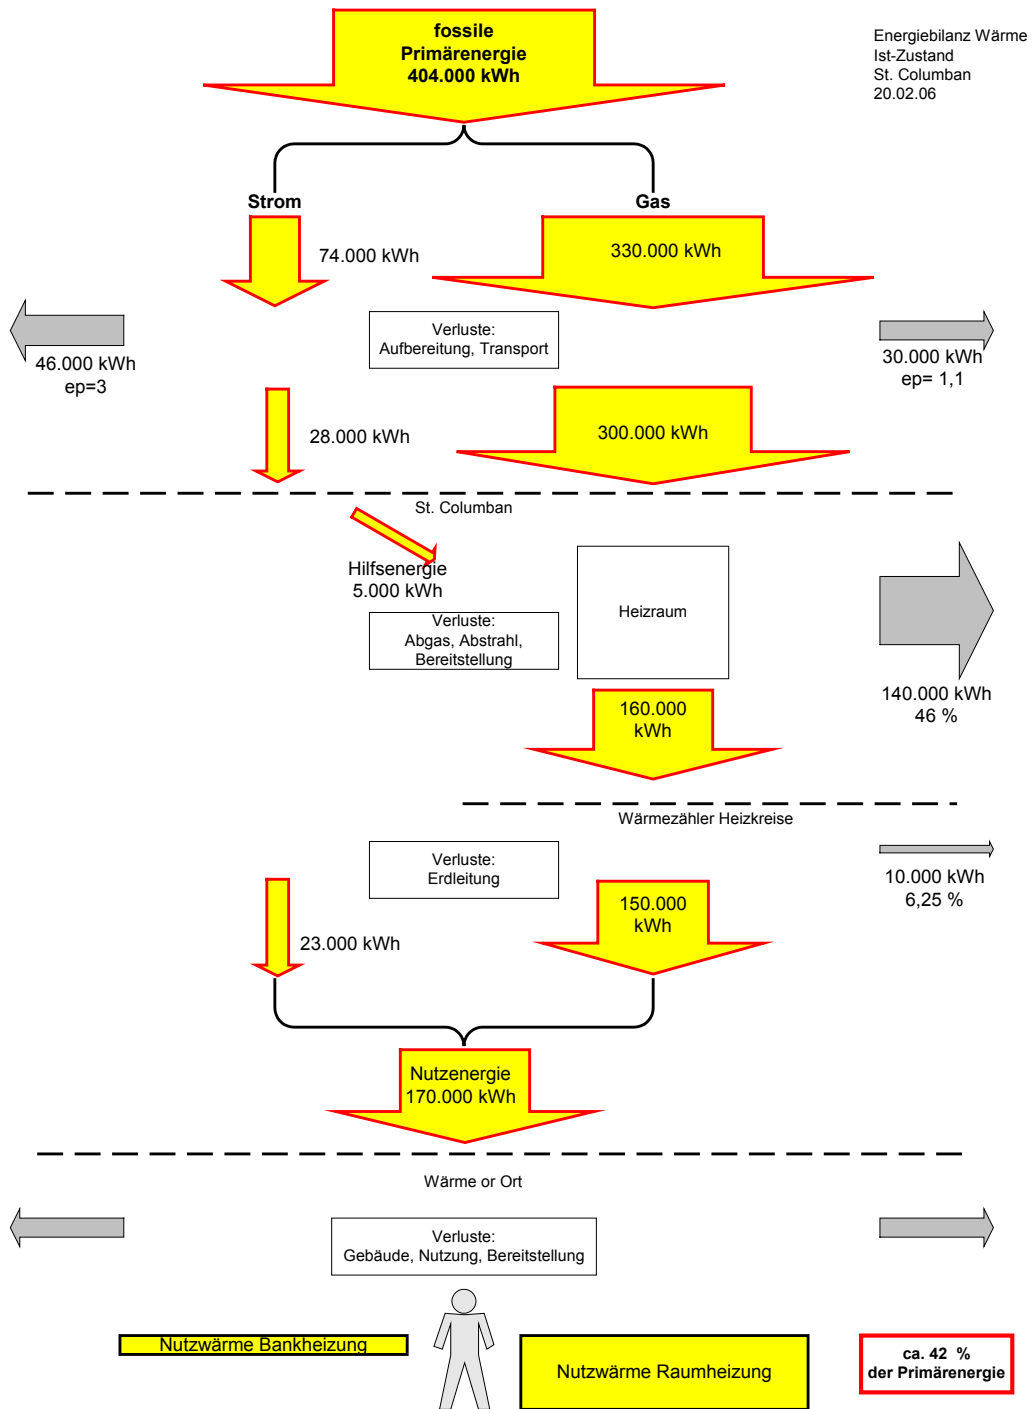 fossile
Primärenergie
404.000 kWh
Energiebilanz Wärme
Ist-Zustand
St. Columban
20.02.06
Strom
Gas
74.000 kWh
330.000 kWh
Verluste:
Aufbereitung, Transport
46.000 kWh
ep=3
30.000 kWh
ep= 1,1
28.000 kWh
300.000 kWh
St. Columban
Hilfsenergie
5.000 kWh
Verluste:
Abgas, Abstrahl,
Bereitstellung
Heizraum
140.000 kWh
46 %
160.000
kWh
Wärmezähler Heizkreise
Verluste:
Erdleitung
10.000 kWh
6,25 %
23.000 kWh
150.000
kWh
Nutzenergie
170.000 kWh
Wärme or Ort
Verluste:
Gebäude, Nutzung, Bereitstellung
Nutzwärme Bankheizung
Nutzwärme Raumheizung
ca. 42 %
der Primärenergie